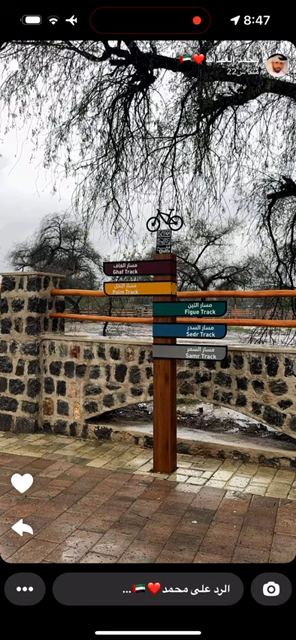 8:47
مسار الغاف
Ghaf Track
مسار النخل
Palm Track
مسار التين
Figue Track
مسار السدر
Sedr Track
مسار السمر
Samr Track
الرد على محمد❤️🇦🇪...